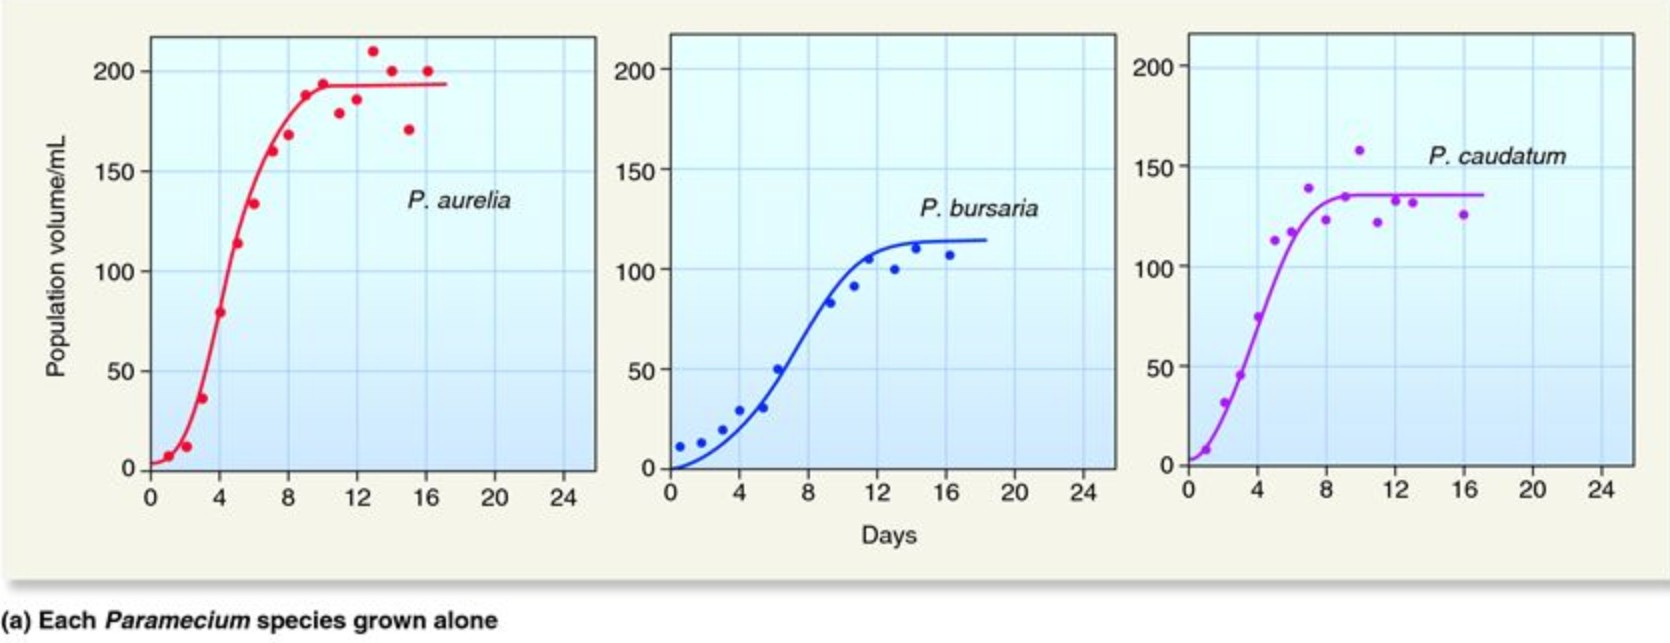 Population volume/mL
200
150
100
50
0
0 4 8 12 16 20 24
P. aurelia
200
150
100
50
0
0 4 8 12 16 20 24
P. bursaria
200
150
100
50
0
0 4 8 12 16 20 24
P. caudatum
Days
(a) Each Paramecium species grown alone